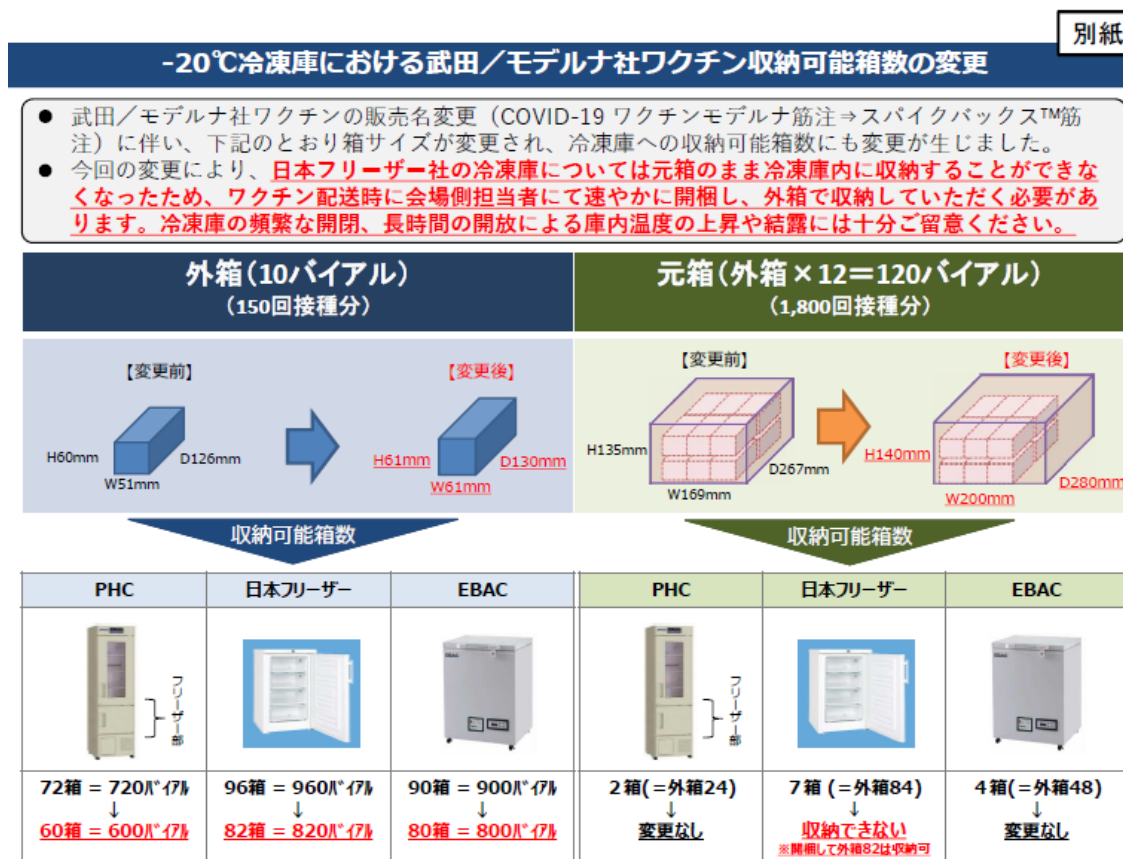 別紙
-20℃冷凍庫における武田／モデルナ社ワクチン収納可能箱数の変更
● 武田／モデルナ社ワクチンの販売名変更（COVID-19 ワクチンモデルナ筋注⇒スパイクバックス™筋
注）に伴い、下記のとおり箱サイズが変更され、冷凍庫への収納可能箱数にも変更が生じました。
● 今回の変更により、日本フリーザー社の冷凍庫については元箱のまま冷凍庫内に収納することができな
くなったため、ワクチン配送時に会場側担当者にて速やかに開梱し、外箱で収納していただく必要があ
ります。冷凍庫の頻繁な開閉、長時間の開放による庫内温度の上昇や結露には十分ご留意ください。
外箱（10バイアル）
（150回接種分）
元箱（外箱×12＝120バイアル）
（1,800回接種分）
【変更前】
【変更後】
H60mm
D126mm
W51mm
H61mm
D130mm
W61mm
【変更前】
【変更後】
H135mm
D267mm
W169mm
H140mm
D280mm
W200mm
収納可能箱数
収納可能箱数
PHC
日本フリーザー
EBAC
PHC
日本フリーザー
EBAC
フリーザー部
フリーザー部
72箱 = 720バイアル
↓
60箱 = 600バイアル
96箱 = 960バイアル
↓
82箱 = 820バイアル
90箱 = 900バイアル
↓
80箱 = 800バイアル
2箱(=外箱24)
↓
変更なし
7箱 (=外箱84)
↓
収納できない
※開梱して外箱82は収納可
4箱(=外箱48)
↓
変更なし